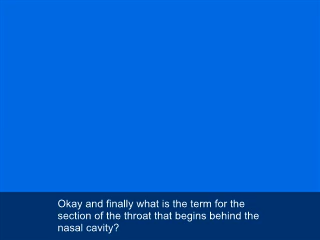 Okay and finally what is the term for the
section of the throat that begins behind the
nasal cavity?